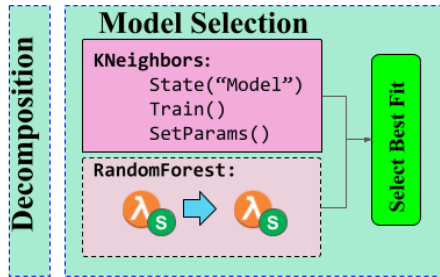 Decomposition
Model Selection
KNeighbors:
State(“Model”)
Train()
SetParams()
RandomForest:
λ S
λ S
Select Best Fit